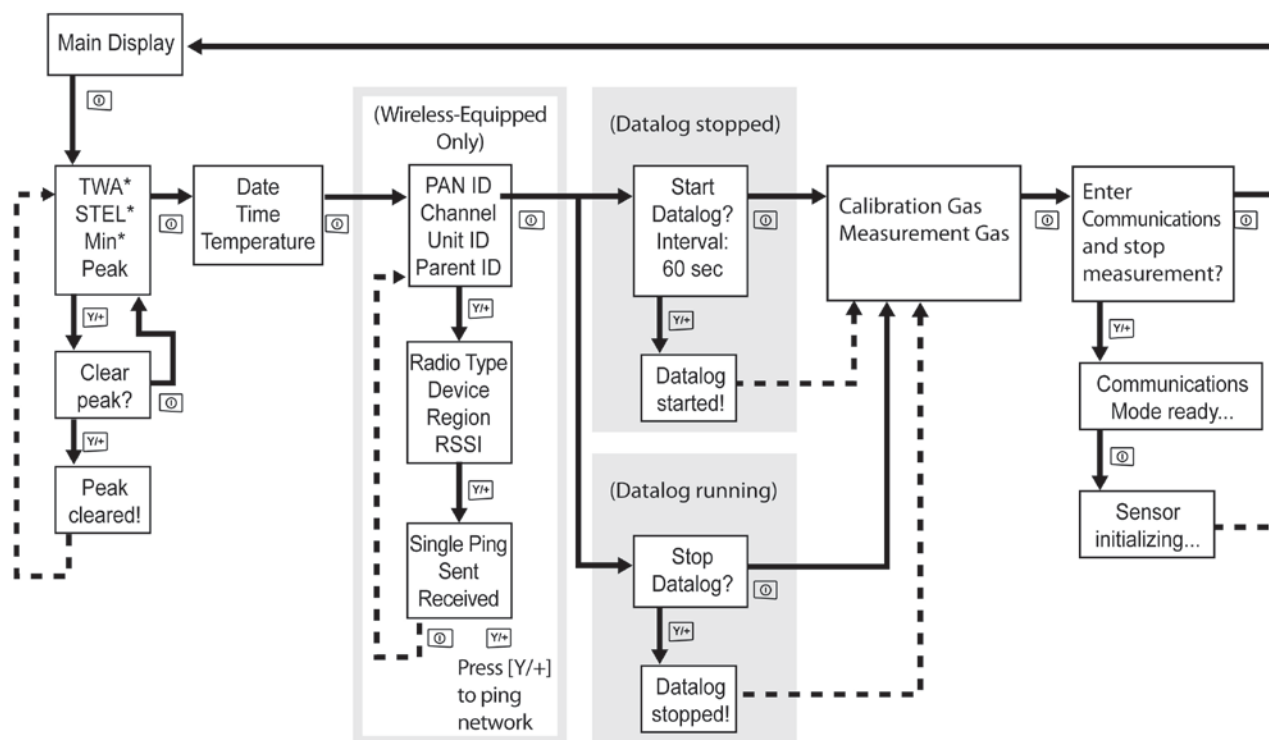 Main Display
TWA*
STEL*
Min*
Peak
Y/+
Clear
peak?
Y/+
Peak
cleared!
Date
Time
Temperature
(Wireless-Equipped
Only)
PAN ID
Channel
Unit ID
Parent ID
Y/+
Radio Type
Device
Region
RSSI
Y/+
Single Ping
Sent
Received
Y/+
Press [Y/+]
to ping
network
(Datalog stopped)
Start
Datalog?
Interval:
60 sec
Y/+
Datalog
started!
(Datalog running)
Stop
Datalog?
Y/+
Datalog
stopped!
Calibration Gas
Measurement Gas
Enter
Communications
and stop
measurement?
Y/+
Communications
Mode ready...
Sensor
initializing...